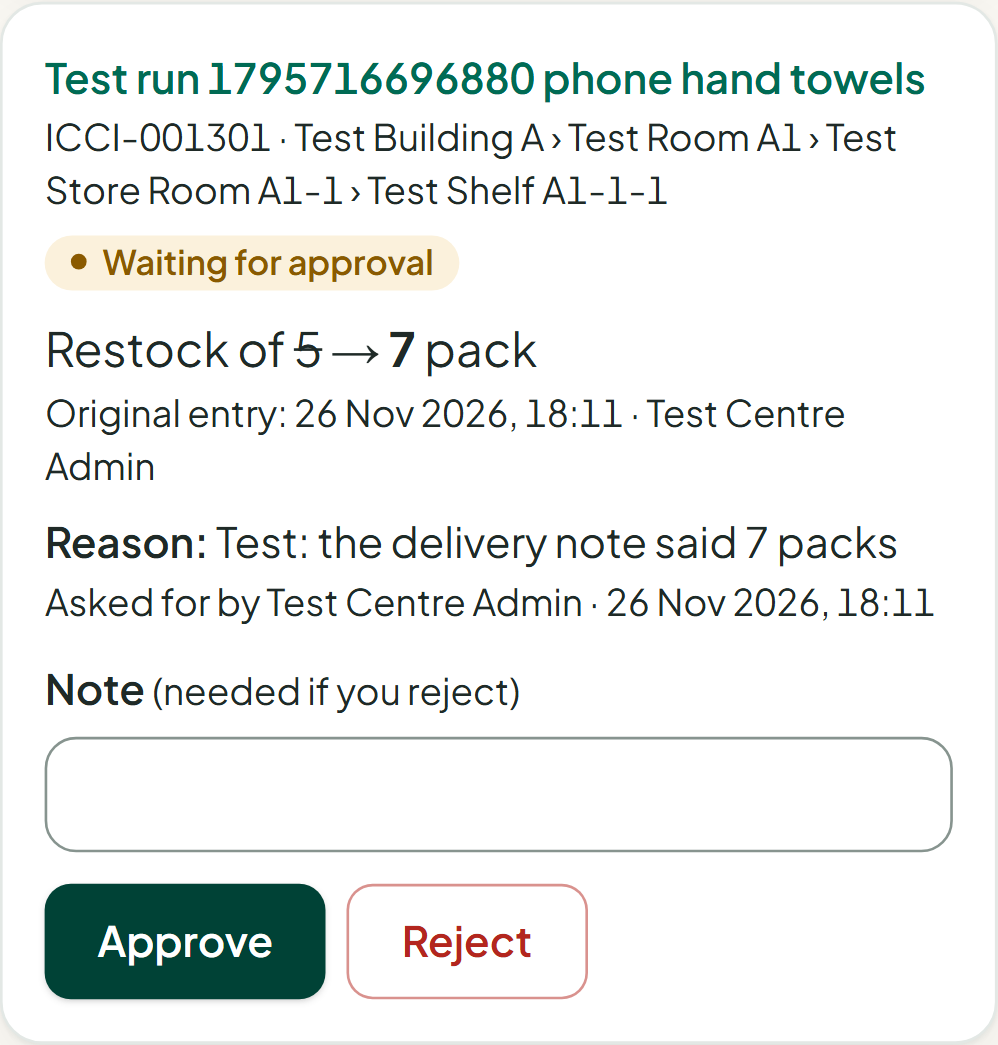 Test run 1795716696880 phone hand towels
ICCI-001301 · Test Building A › Test Room A1 › Test
Store Room A1-1 › Test Shelf A1-1-1
Waiting for approval
Restock of 5 → 7 pack
Original entry: 26 Nov 2026, 18:11 · Test Centre
Admin
Reason: Test: the delivery note said 7 packs
Asked for by Test Centre Admin · 26 Nov 2026, 18:11
Note (needed if you reject)
Approve
Reject